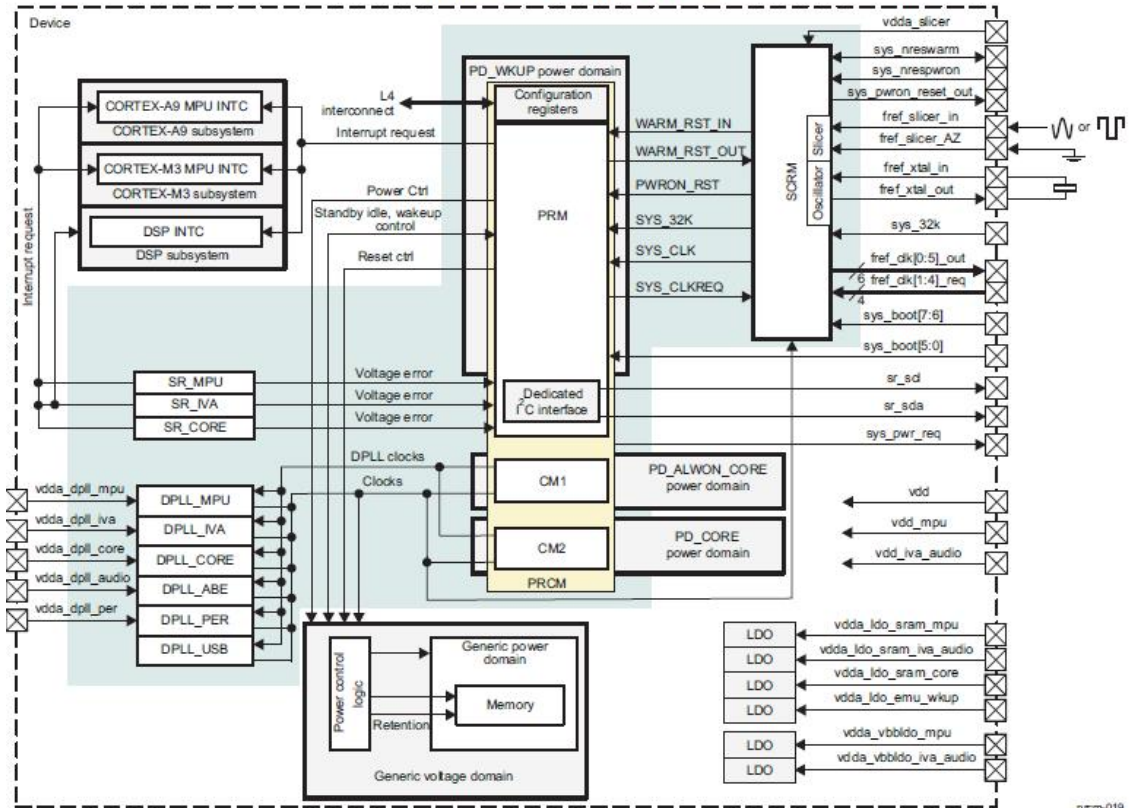 Device
CORTEX-A9 MPU INTC
CORTEX-A9 subsystem
CORTEX-M3 MPU INTC
CORTEX-M3 subsystem
DSP INTC
DSP subsystem
Interrupt request
L4
interconnect
Interrupt request
Power Ctrl
Standby idle, wakeup
control
Reset ctrl
PD_WKUP power domain
Configuration
registers
PRM
Dedicated
I2C interface
WARM_RST_IN
WARM_RST_OUT
PWRON_RST
SYS_32K
SYS_CLK
SYS_CLKREQ
SCRM
Slicer
Oscillator
vdda_slicer
sys_nreswarm
sys_nrespwron
sys_pwron_reset_out
fref_slicer_in
or
fref_slicer_AZ
fref_xtal_in
fref_xtal_out
sys_32k
fref_clk[0:5]_out
6
fref_clk[1:4]_req
4
sys_boot[7:6]
sys_boot[5:0]
sr_scl
sr_sda
sys_pwr_req
SR_MPU
SR_IVA
SR_CORE
Voltage error
Voltage error
Voltage error
DPLL clocks
Clocks
CM1
PD_ALWON_CORE
power domain
CM2
PD_CORE
power domain
PRCM
vdd
vdd_mpu
vdd_iva_audio
vdda_dpll_mpu
vdda_dpll_iva
vdda_dpll_core
vdda_dpll_audio
vdda_dpll_per
DPLL_MPU
DPLL_IVA
DPLL_CORE
DPLL_ABE
DPLL_PER
DPLL_USB
Power control
logic
Generic power
domain
Memory
Retention
Generic voltage domain
LDO
vdda_ldo_sram_mpu
LDO
vdda_ldo_sram_iva_audio
LDO
vdda_ldo_sram_core
LDO
vdda_ldo_emu_wkup
LDO
vdda_vbbldo_mpu
LDO
vdda_vbbldo_iva_audio